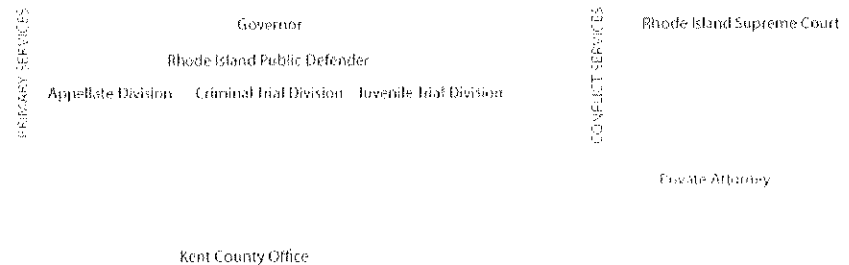 PRIMARY SERVICES
Governor
Rhode Island Public Defender
Appellate Division Criminal Trial Division Juvenile Trial Division
Kent County Office
CONFLICT SERVICES
Rhode Island Supreme Court
Private Attorney